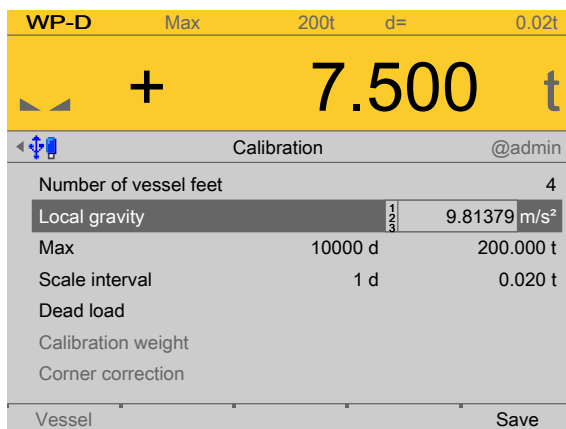 WP-D Max 200t d= 0.02t
+ 7.500 t
Calibration @admin
Number of vessel feet 4
Local gravity 123 9.81379 m/s²
Max 10000 d 200.000 t
Scale interval 1 d 0.020 t
Dead load
Calibration weight
Corner correction
Vessel Save